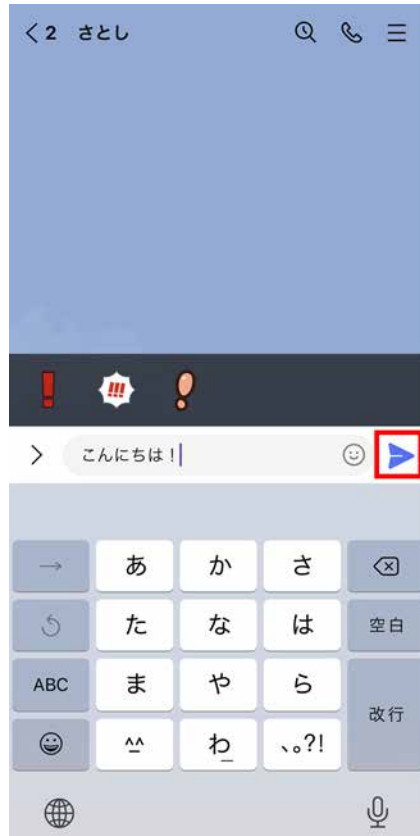 2 さとし
こんにちは!
→ あ か さ
た な は 空白
ABC ま や ら
改行
^^ わ_ 、。?!